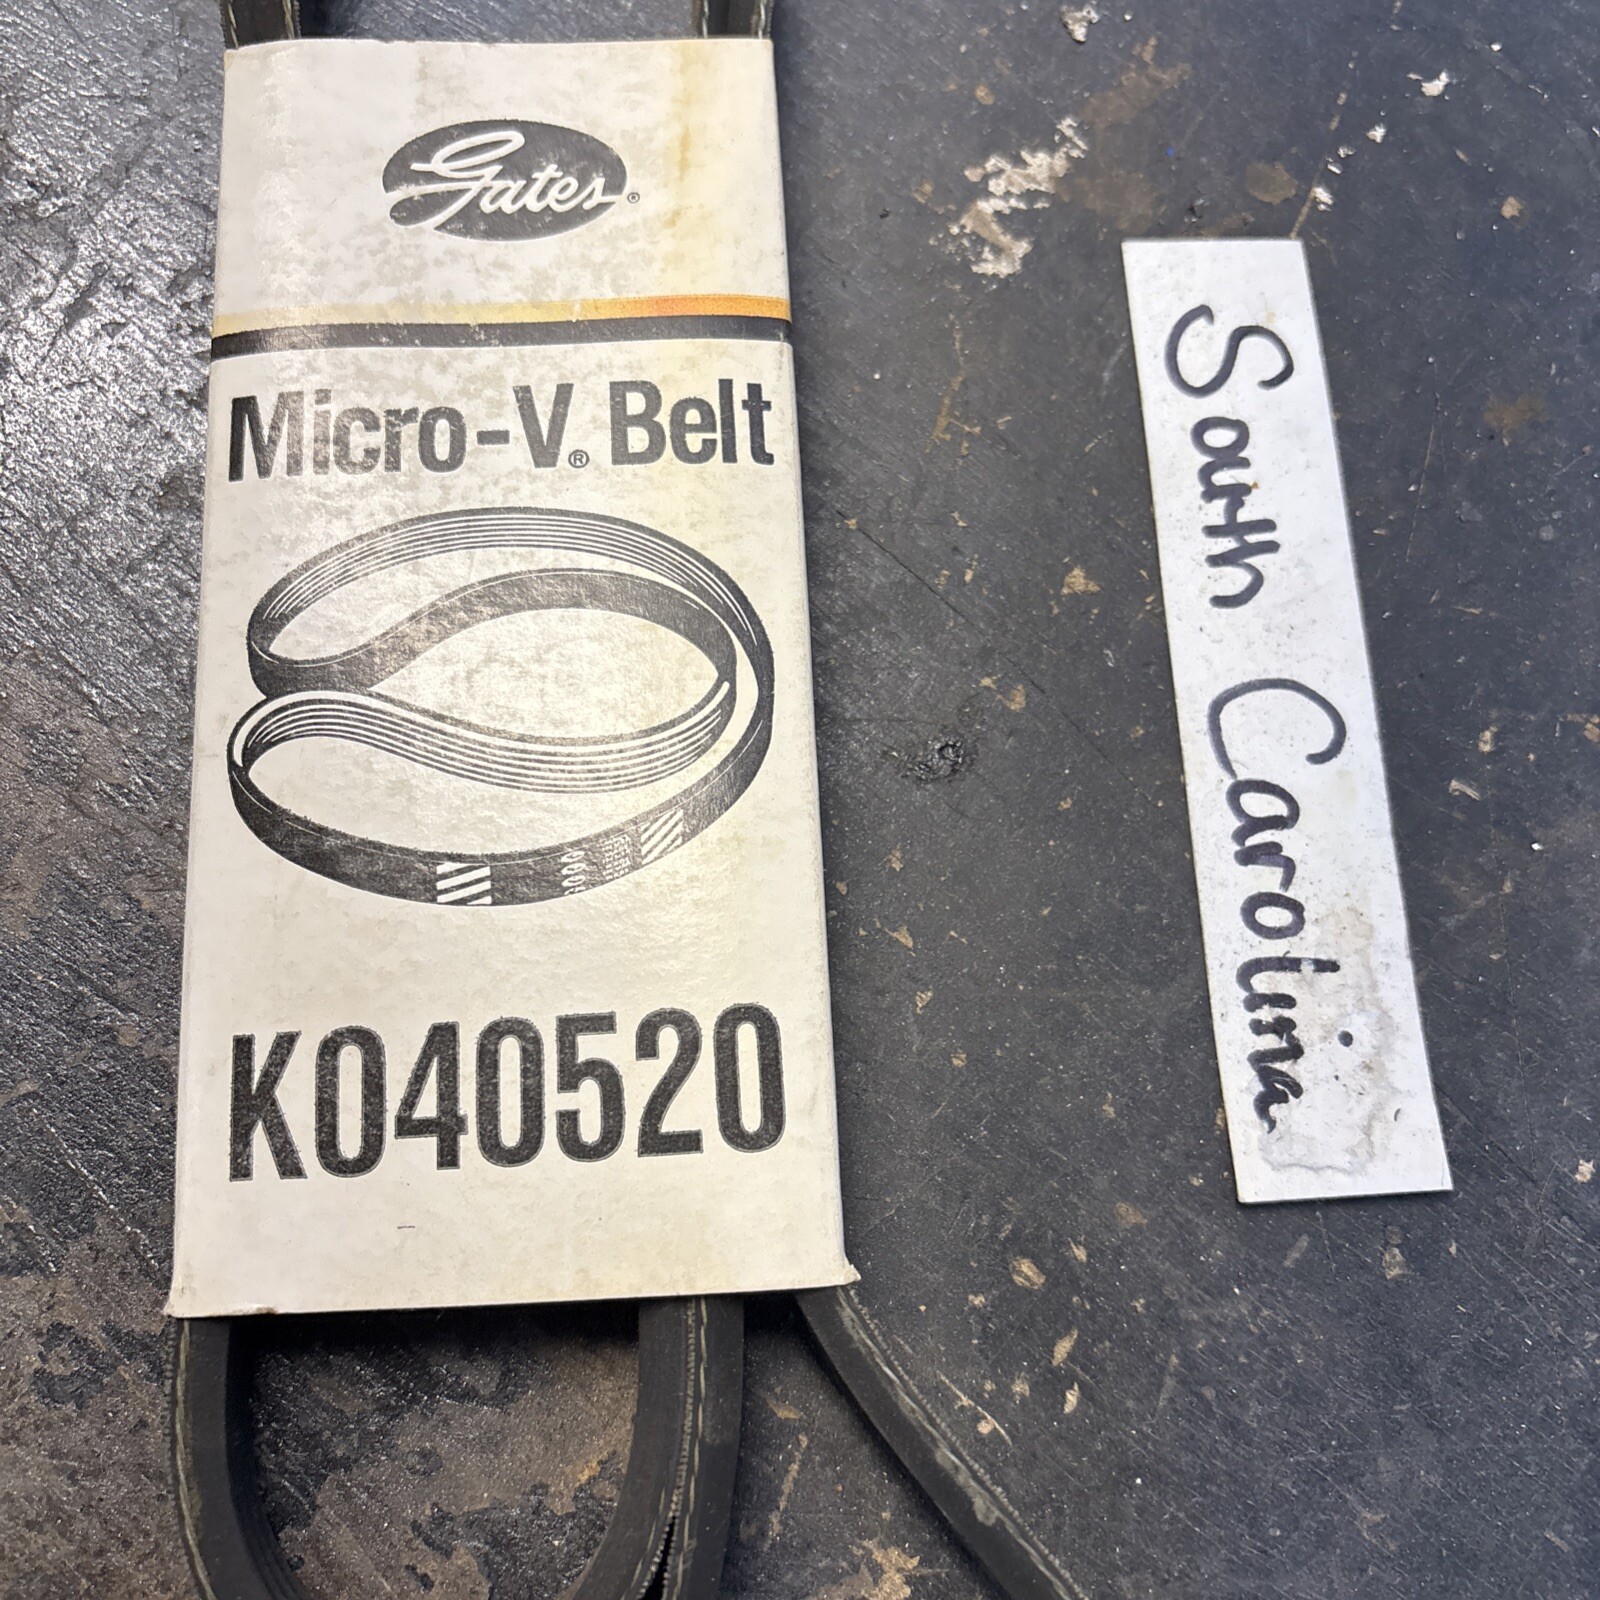 Gates®
Micro-V® Belt
K040520
South Carolina